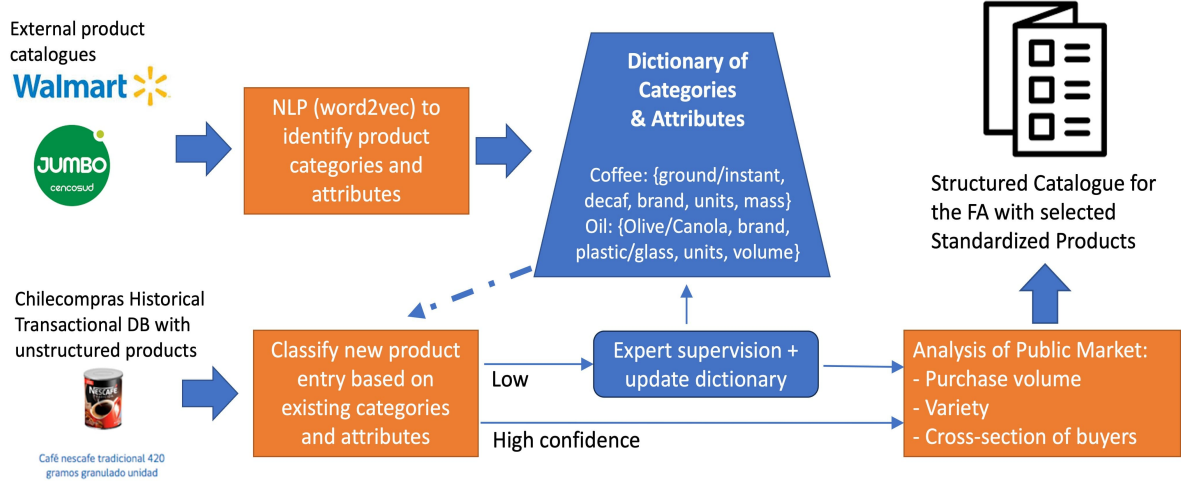 External product
catalogues
Walmart
JUMBO
cencosud
NLP (word2vec) to
identify product
categories and
attributes
Dictionary of
Categories
& Attributes
Coffee: {ground/instant,
decaf, brand, units, mass}
Oil: {Olive/Canola, brand,
plastic/glass, units, volume}
Structured Catalogue for
the FA with selected
Standardized Products
Chilecompras Historical
Transactional DB with
unstructured products
NESCAFE
Café nescafe tradicional 420
gramos granulado unidad
Classify new product
entry based on
existing categories
and attributes
Low
High confidence
Expert supervision +
update dictionary
Analysis of Public Market:
- Purchase volume
- Variety
- Cross-section of buyers